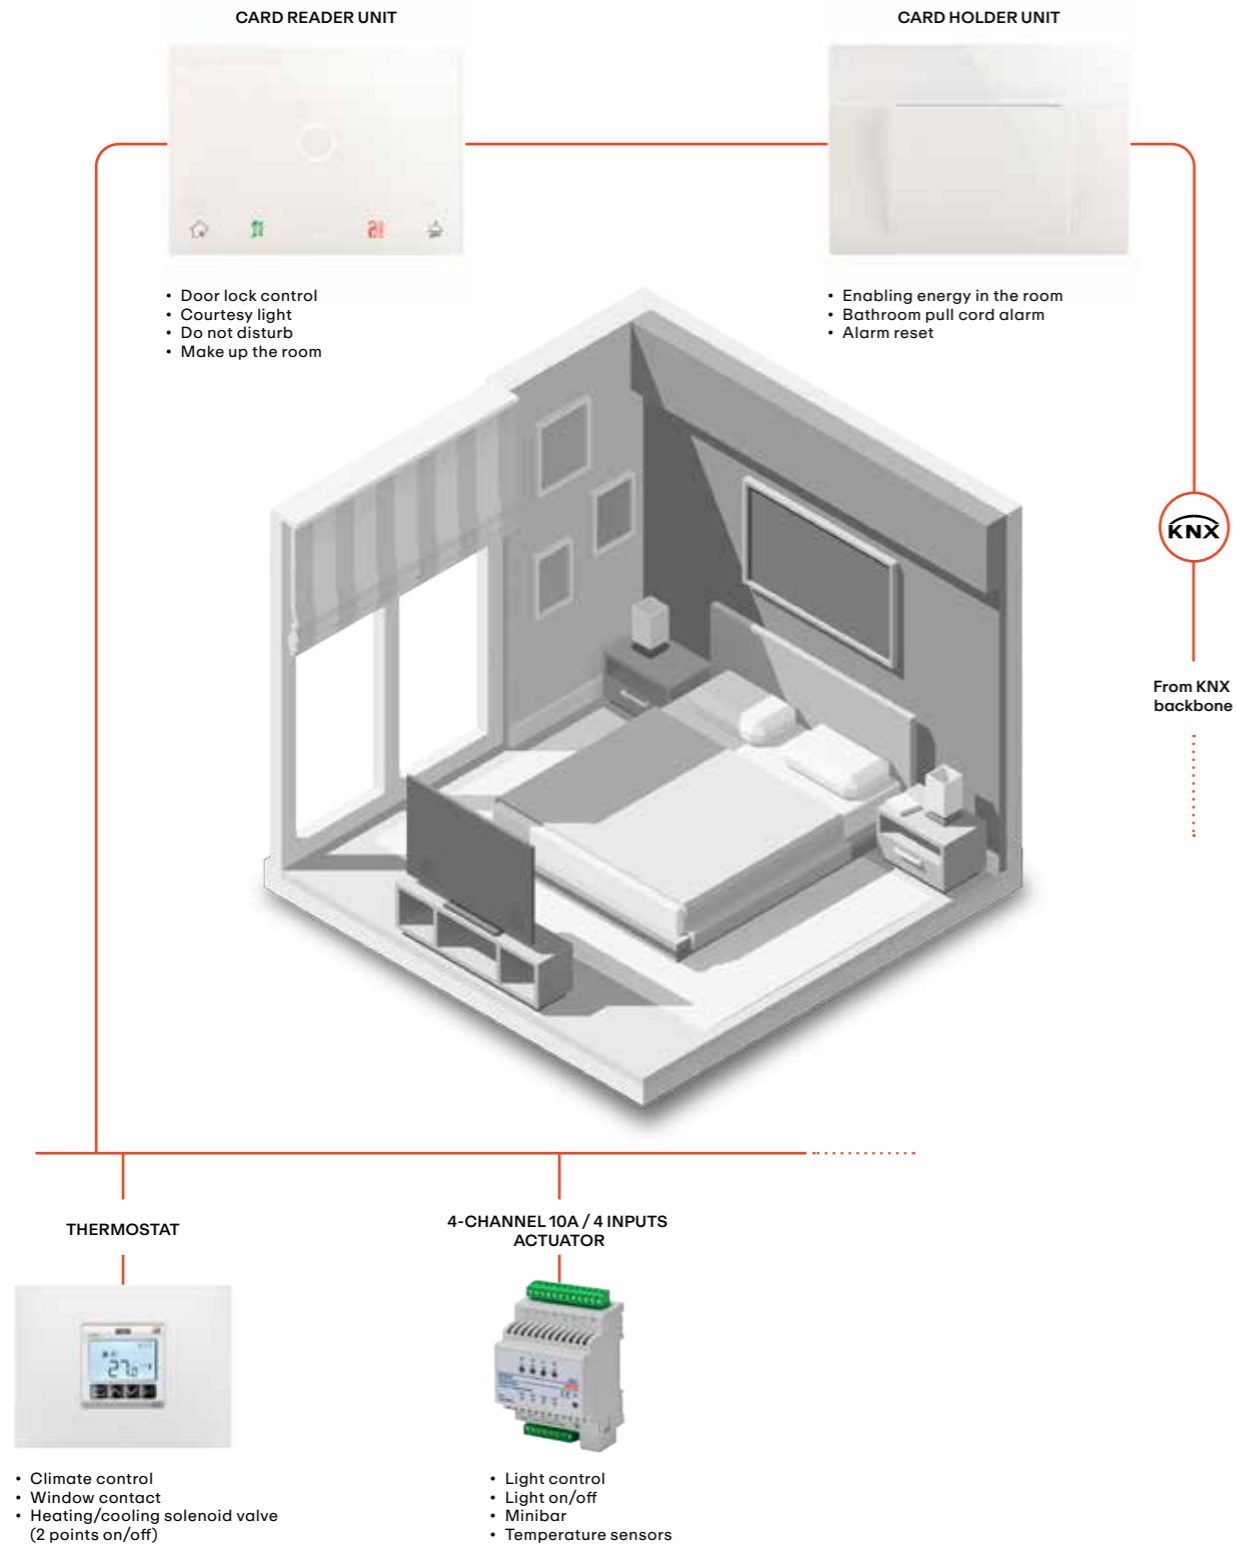 CARD READER UNIT
CARD HOLDER UNIT
• Door lock control
• Courtesy light
• Do not disturb
• Make up the room
• Enabling energy in the room
• Bathroom pull cord alarm
• Alarm reset
KNX
From KNX
backbone
THERMOSTAT
4-CHANNEL 10A / 4 INPUTS
ACTUATOR
27.0
• Climate control
• Window contact
• Heating/cooling solenoid valve
(2 points on/off)
• Light control
• Light on/off
• Minibar
• Temperature sensors